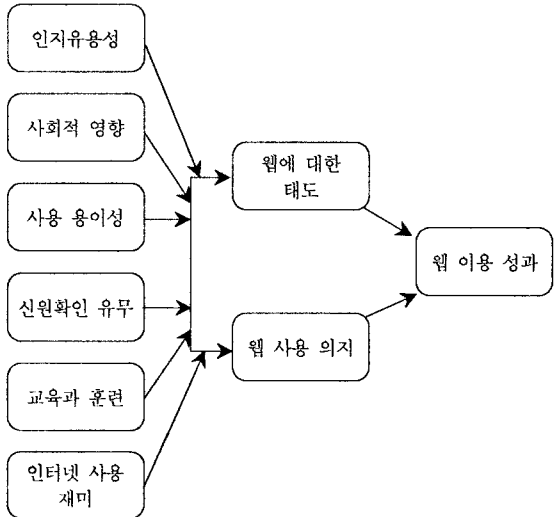 인지유용성
사회적 영향
사용 용이성
신원확인 유무
교육과 훈련
인터넷 사용
재미
웹에 대한
태도
웹 사용 의지
웹 이용 성과